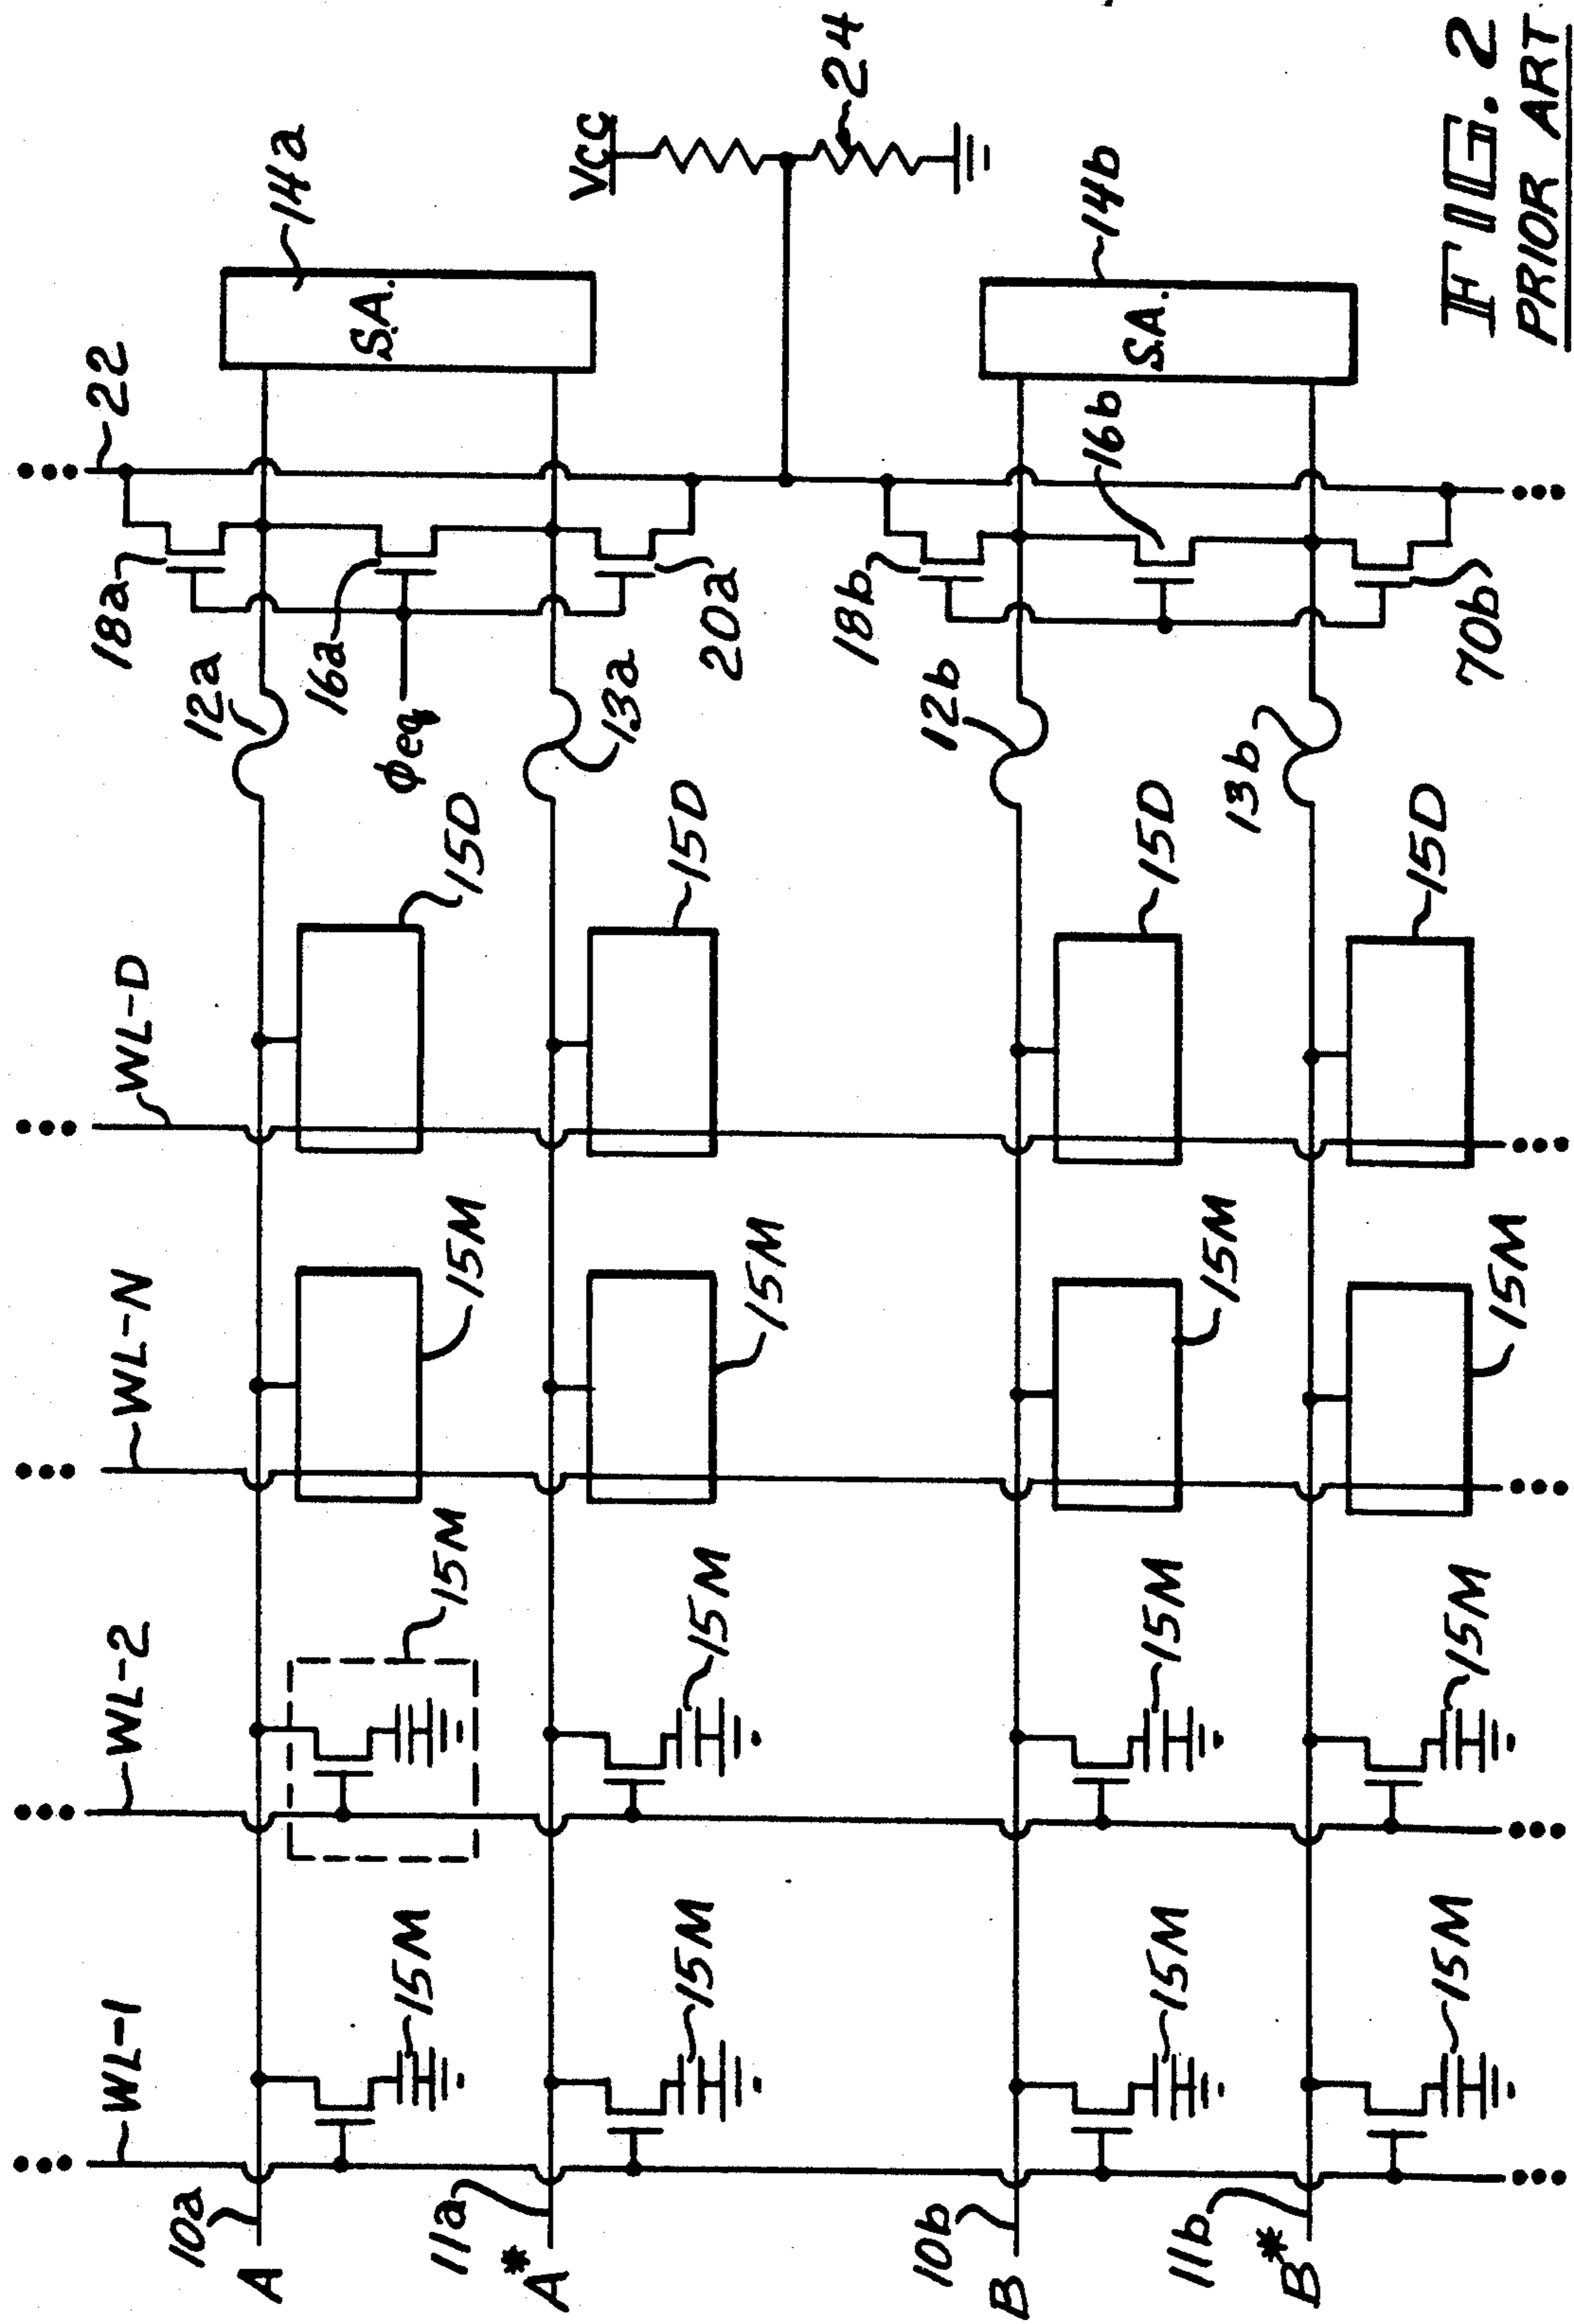 WL-1
WL-2
WL-N
WL-D
18a
22
10a
12a
A
14a
16a
S.A.
φeq
15M
15M
15M
15D
11a
A*
VCC
13a
15M
15M
15M
15D
20a
24
18b
10b
12b
B
16b
14b
S.A.
15M
15M
15M
15D
11b
13b
B*
15M
15M
15M
15D
70b
FIG. 2
PRIOR ART